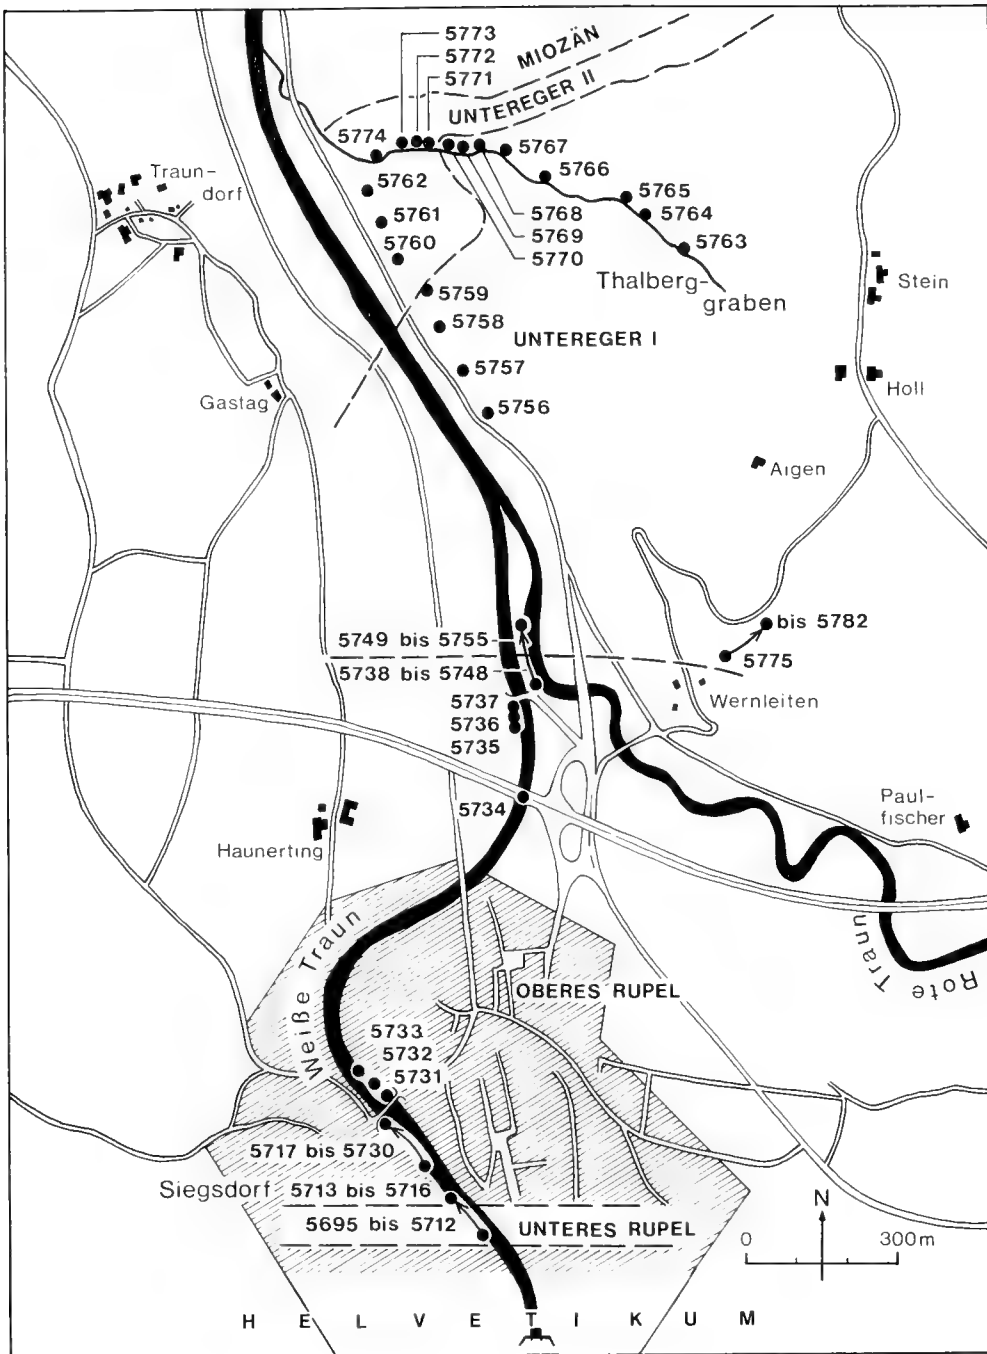 5773
5772
5771
MIOZÄN
UNTEREGER II
5774
5767
5766
5762
5765
5764
5768
5761
5769
5763
5760
5770
Traun-
dorf
Thalberg-
graben
Stein
5759
5758
UNTEREGER I
5757
Holl
Gastag
5756
Aigen
5749 bis 5755
bis 5782
5738 bis 5748
5775
5737
Wernleiten
5736
5735
5734
Paul-
fischer
Haunerting
Weiße Traun
Rote Traun
OBERES RUPEL
5733
5732
5731
5717 bis 5730
Siegsdorf
5713 bis 5716
5695 bis 5712
UNTERES RUPEL
N
0 300m
HELVETIKUM